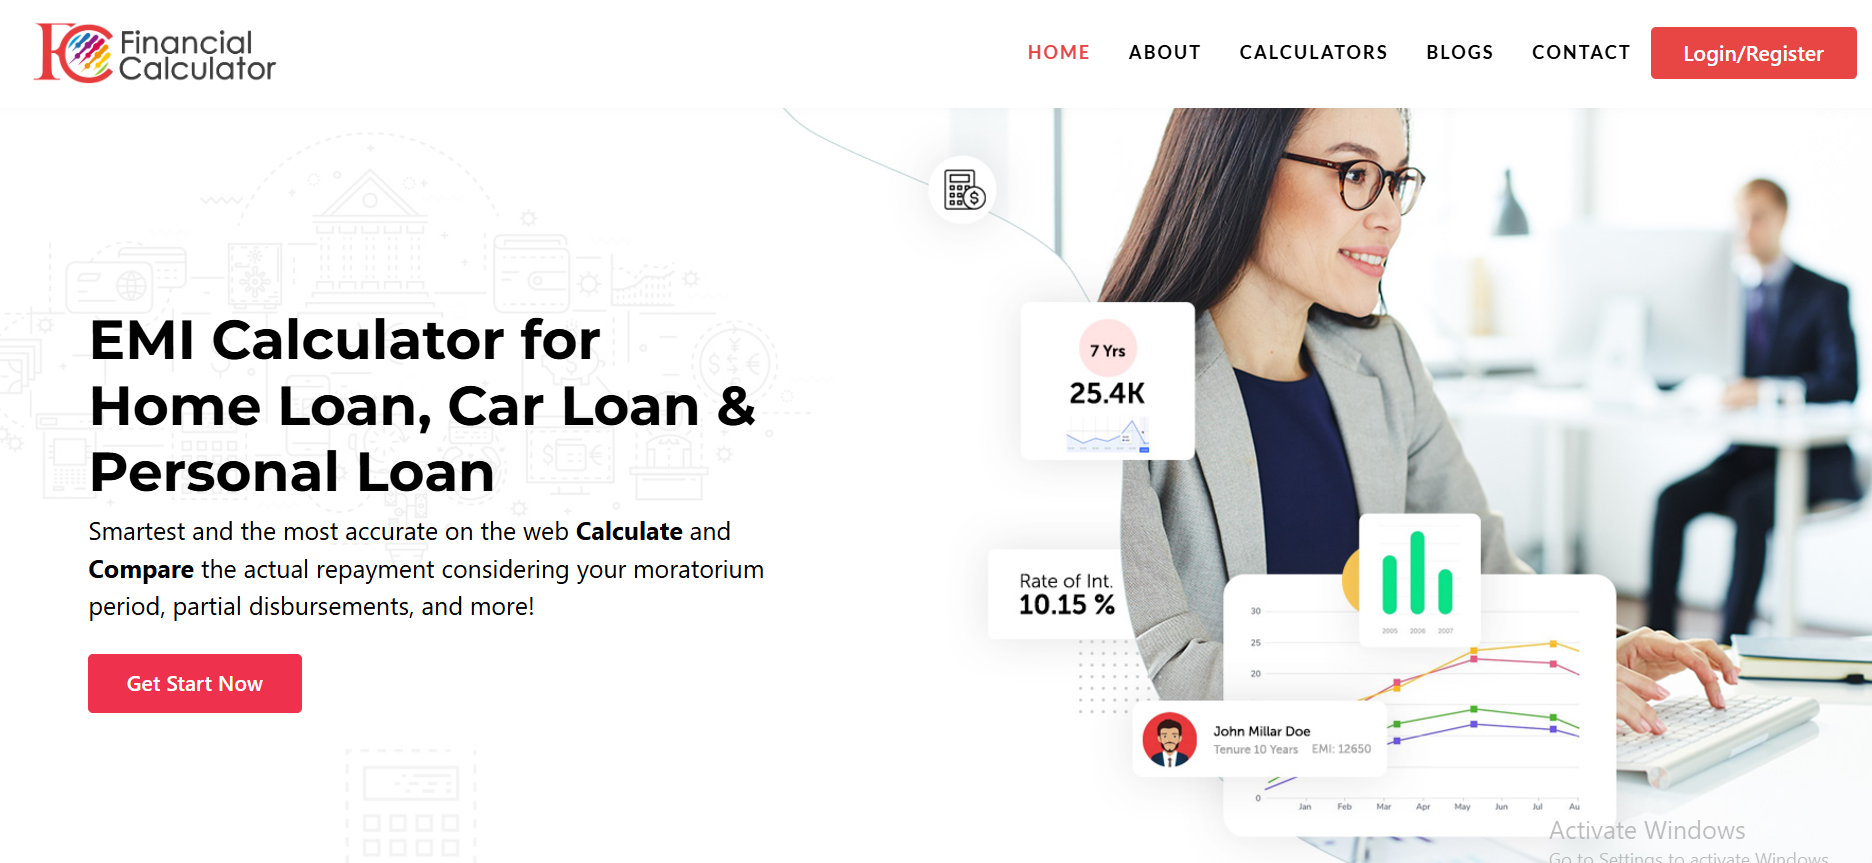 FC Financial
Calculator
HOME ABOUT CALCULATORS BLOGS CONTACT Login/Register
EMI Calculator for
Home Loan, Car Loan &
Personal Loan
Smartest and the most accurate on the web Calculate and
Compare the actual repayment considering your moratorium
period, partial disbursements, and more!
Get Start Now
7 Yrs
25.4K
Rate of Int.
10.15 %
2005 2006 2007
30
25
20
John Millar Doe
Tenure 10 Years EMI: 12650
0
Jan Feb Mar Apr May Jun Jul Au
Activate Windows
Go to Settings to activate Windows.